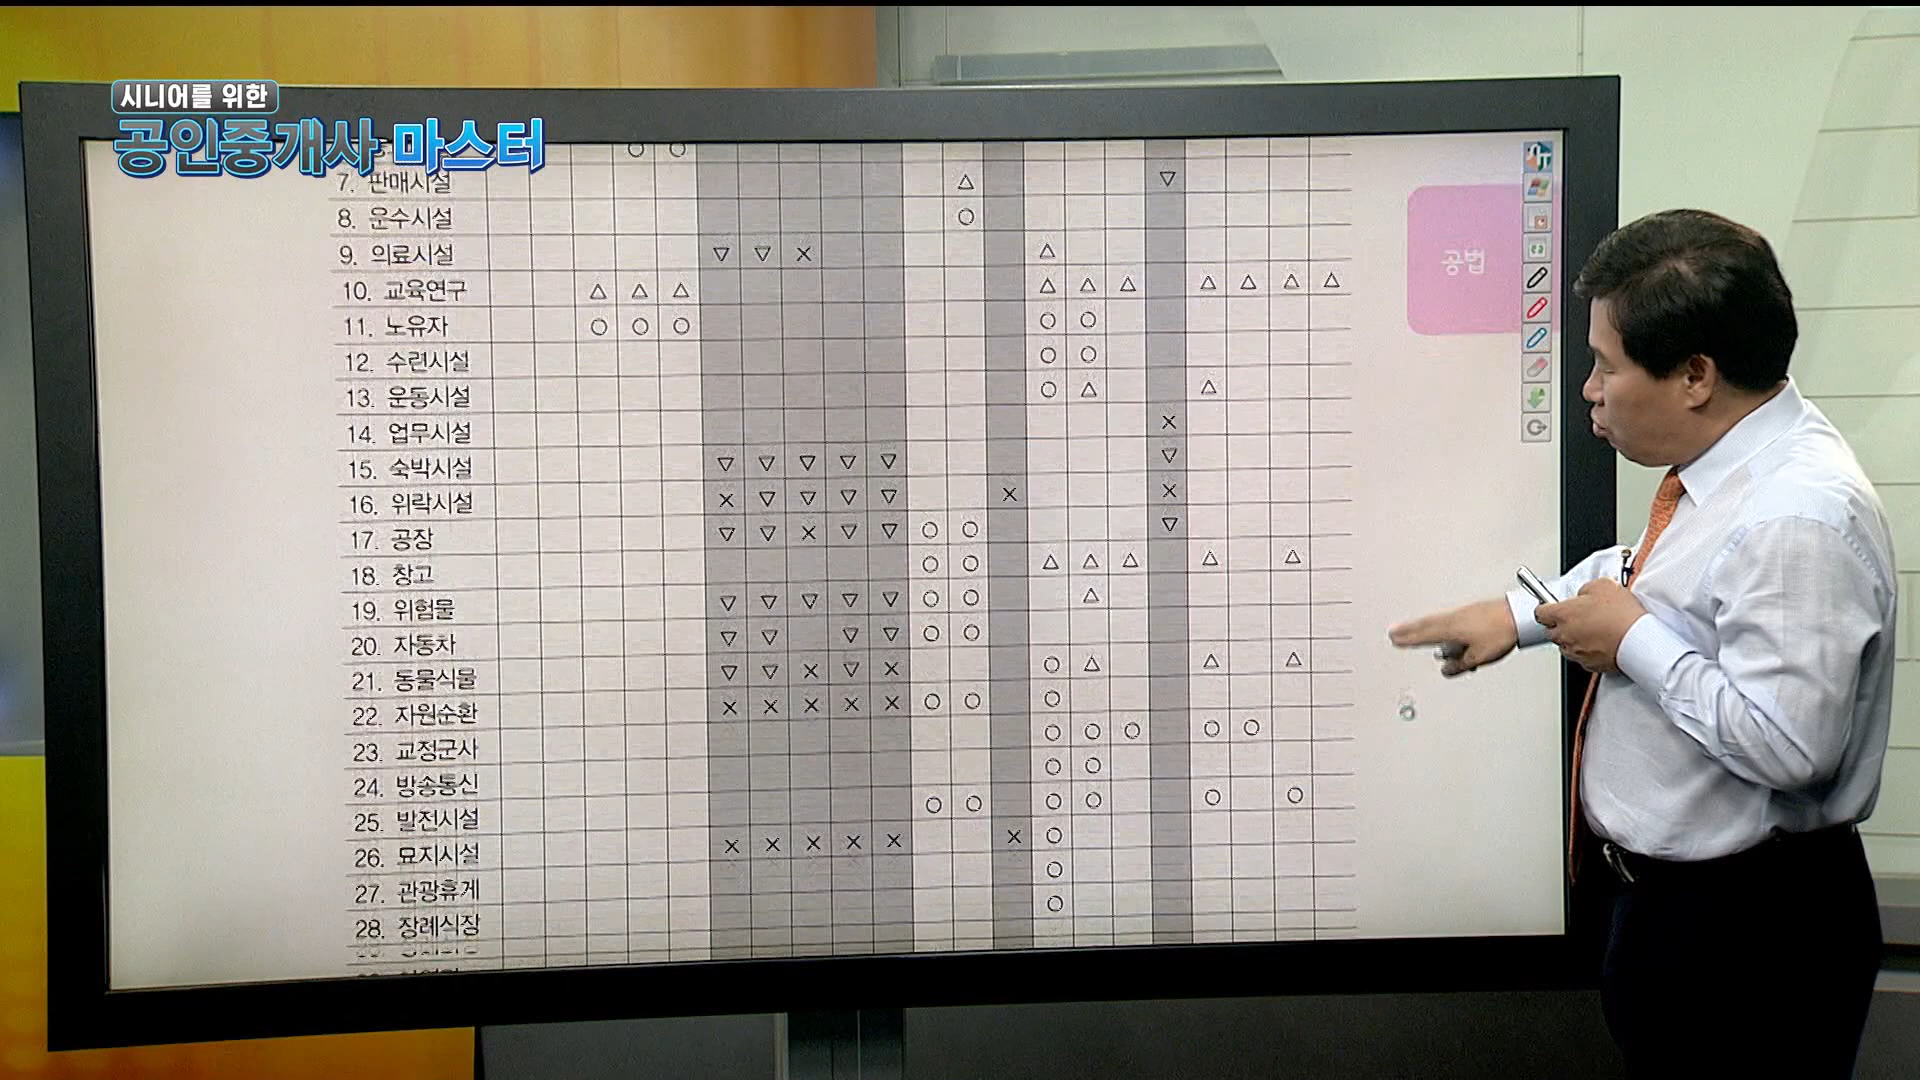 시니어를 위한
공인중개사 마스터
7. 판매시설 △ ▽
8. 운수시설 ○
9. 의료시설 ▽ ▽ × △
10. 교육연구 △ △ △ △ △ △ △ △ △ △
11. 노유자 ○ ○ ○ ○ ○
12. 수련시설 ○ ○
13. 운동시설 ○ △ △
14. 업무시설 ×
15. 숙박시설 ▽ ▽ ▽ ▽ ▽ ▽
16. 위락시설 × ▽ ▽ ▽ ▽ × ×
17. 공장 ▽ ▽ × ▽ ▽ ○ ○ ▽
18. 창고 ○ ○ △ △ △ △ △
19. 위험물 ▽ ▽ ▽ ▽ ▽ ○ ○ △
20. 자동차 ▽ ▽ ▽ ▽ ○ ○
21. 동물식물 ▽ ▽ × ▽ × ○ △ △ △
22. 자원순환 × × × × × ○ ○ ○
23. 교정군사 ○ ○ ○ ○ ○
24. 방송통신 ○ ○
25. 발전시설 ○ ○ ○ ○ ○ ○
26. 묘지시설 × × × × × × ○
27. 관광휴게 ○
28. 장례식장 ○
공법